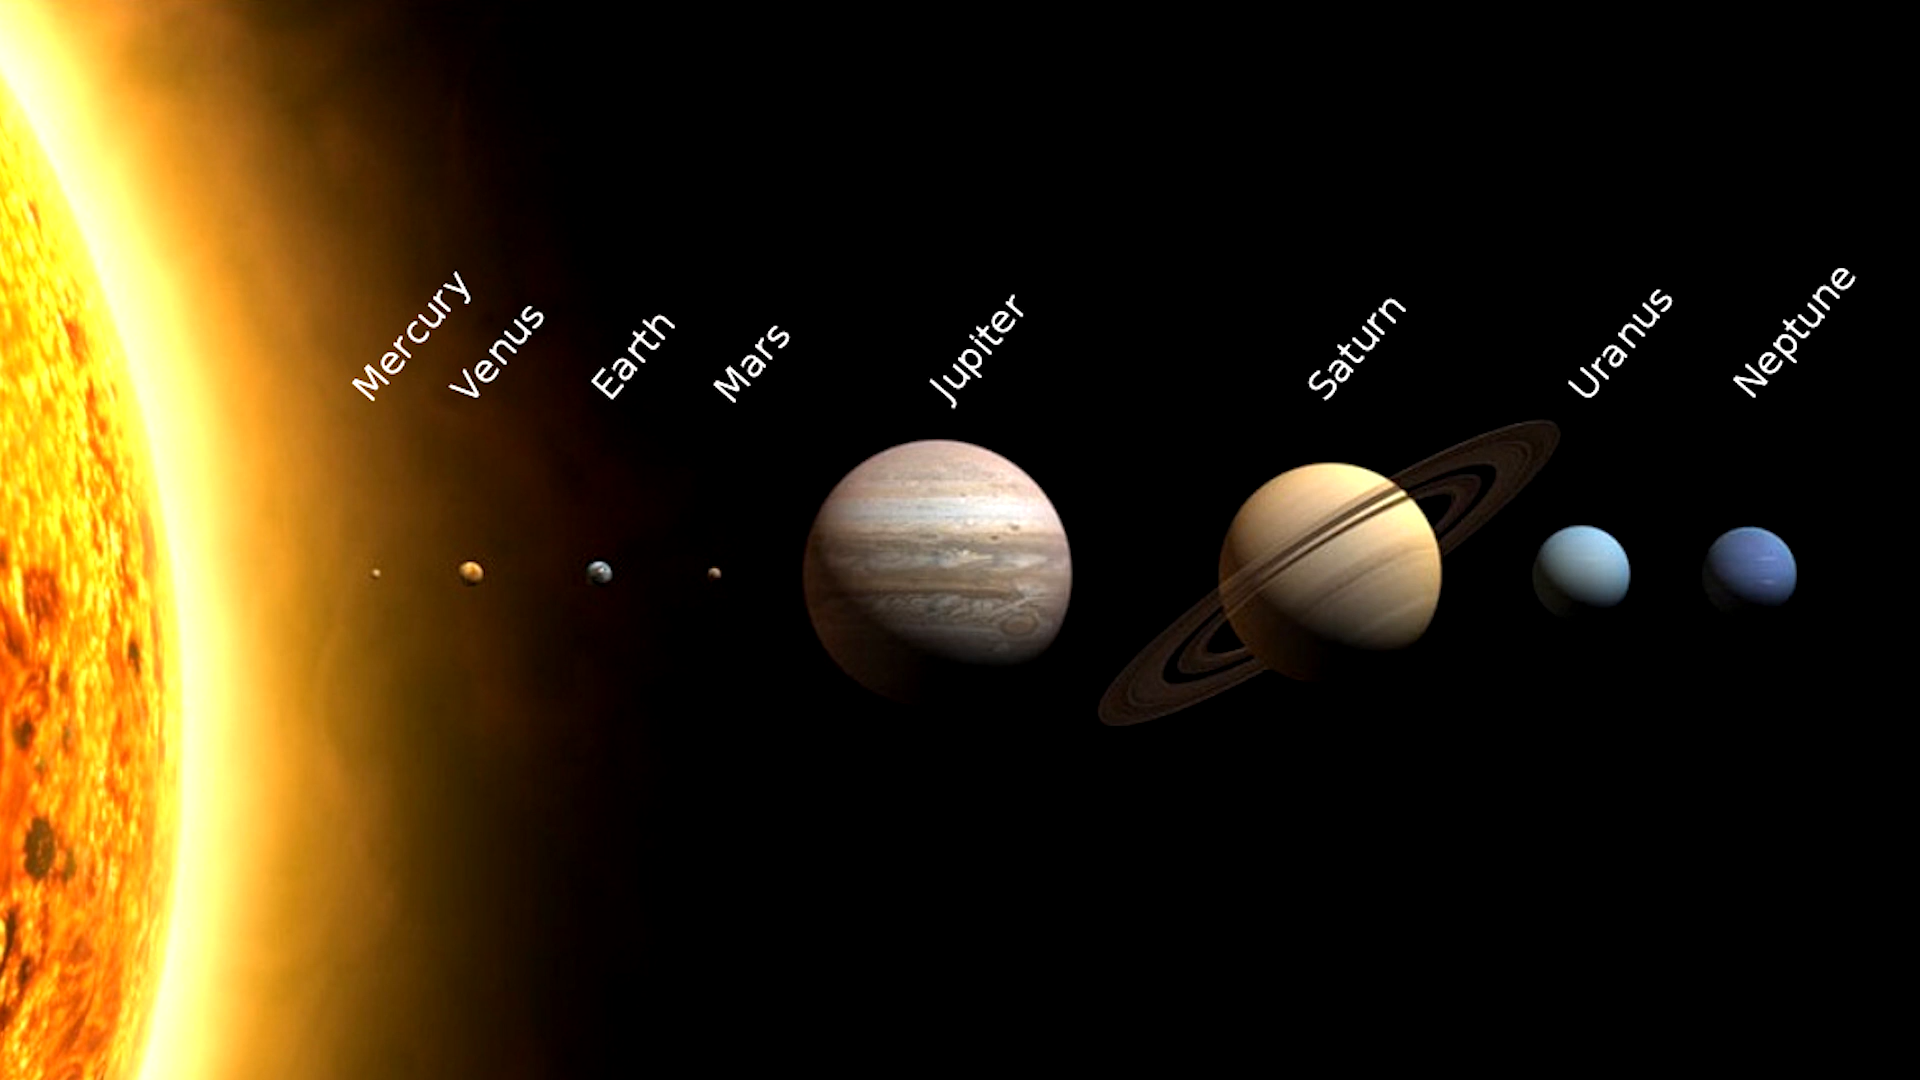 Mercury
Venus
Earth
Mars
Jupiter
Saturn
Uranus
Neptune